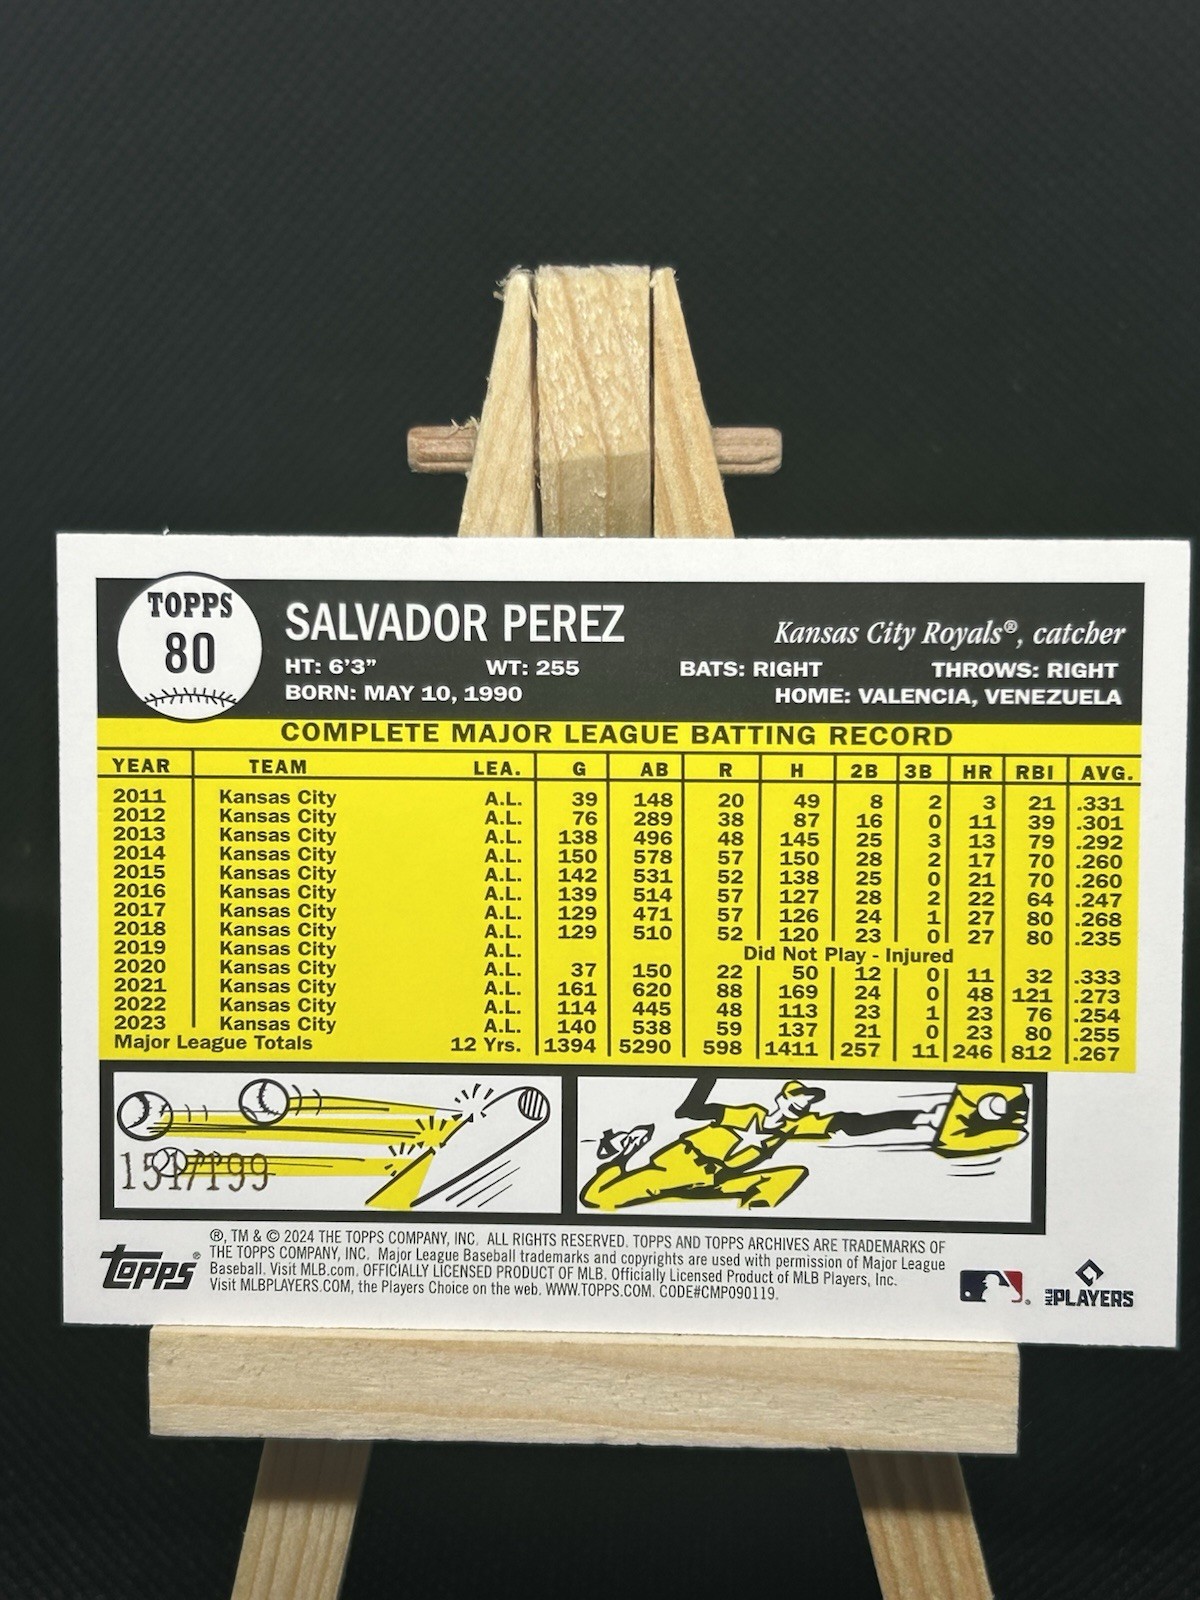 TOPPS
80
SALVADOR PEREZ
Kansas City Royals®, catcher
HT: 6'3" WT: 255 BATS: RIGHT THROWS: RIGHT
BORN: MAY 10, 1990 HOME: VALENCIA, VENEZUELA
COMPLETE MAJOR LEAGUE BATTING RECORD
YEAR TEAM LEA. G AB R H 2B 3B HR RBI AVG.
2011 Kansas City A.L. 39 148 20 49 8 2 3 21 .331
2012 Kansas City A.L. 76 289 38 87 16 0 11 39 .301
2013 Kansas City A.L. 138 496 48 145 25 3 13 79 .292
2014 Kansas City A.L. 150 578 57 150 28 2 17 70 .260
2015 Kansas City A.L. 142 531 52 138 25 0 21 70 .260
2016 Kansas City A.L. 139 514 57 127 28 2 22 64 .247
2017 Kansas City A.L. 129 471 57 126 24 1 27 80 .268
2018 Kansas City A.L. 129 510 52 120 23 0 27 80 .235
2019 Kansas City A.L. Did Not Play - Injured
2020 Kansas City A.L. 37 150 22 50 12 0 11 32 .333
2021 Kansas City A.L. 161 620 88 169 24 0 48 121 .273
2022 Kansas City A.L. 114 445 48 113 23 1 23 76 .254
2023 Kansas City A.L. 140 538 59 137 21 0 23 80 .255
Major League Totals 12 Yrs. 1394 5290 598 1411 257 11 246 812 .267
®, TM & © 2024 THE TOPPS COMPANY, INC. ALL RIGHTS RESERVED. TOPPS AND TOPPS ARCHIVES ARE TRADEMARKS OF
THE TOPPS COMPANY, INC. Major League Baseball trademarks and copyrights are used with permission of Major League
Baseball. Visit MLB.com. OFFICIALLY LICENSED PRODUCT OF MLB. Officially Licensed Product of MLB Players, Inc.
Visit MLBPLAYERS.COM, the Players Choice on the web. WWW.TOPPS.COM. CODE#CMP090119.
Topps®
MLB PLAYERS